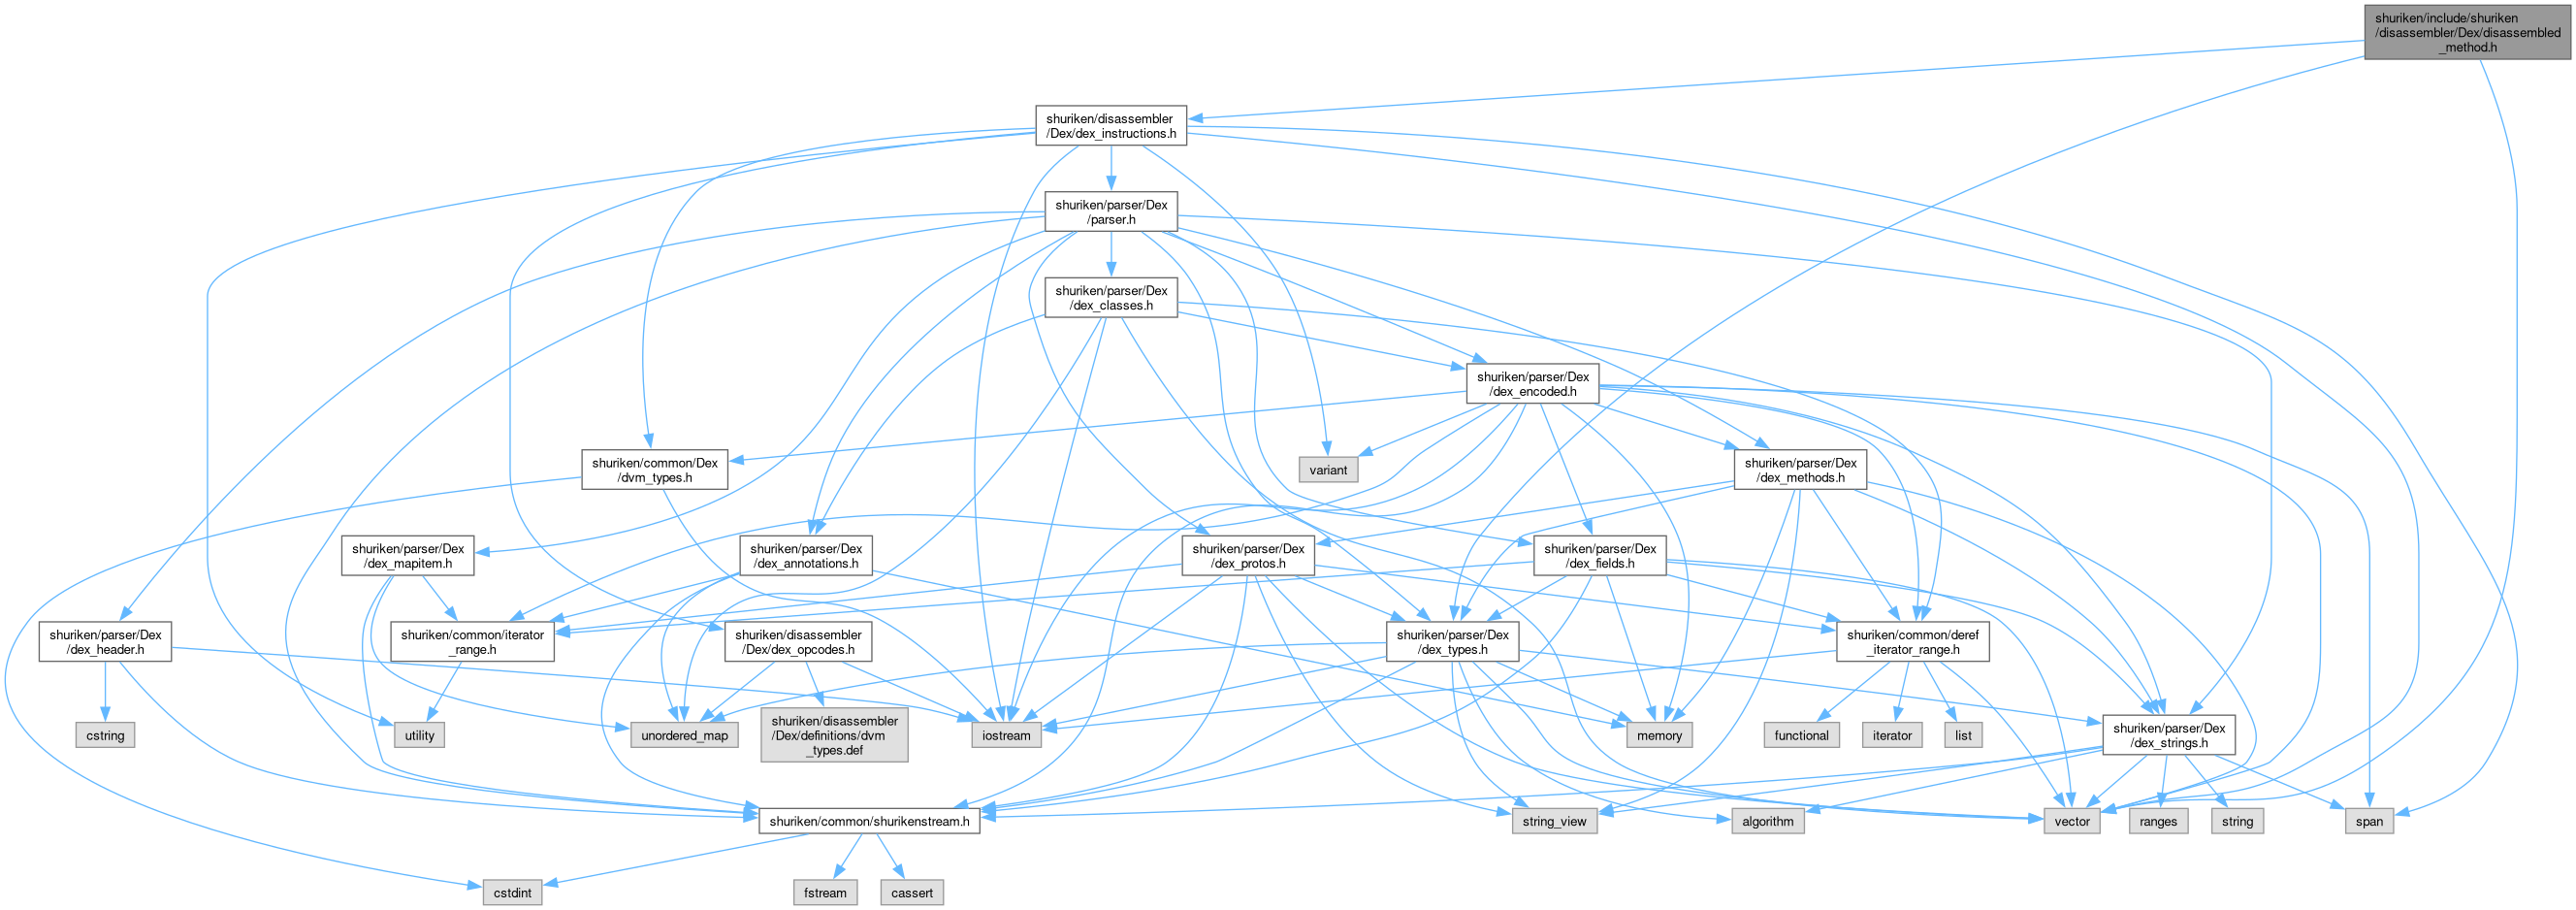 shuriken/include/shuriken
/disassembler/Dex/disassembled
_method.h
shuriken/disassembler
/Dex/dex_instructions.h
shuriken/parser/Dex
/parser.h
shuriken/parser/Dex
/dex_classes.h
shuriken/parser/Dex
/dex_encoded.h
shuriken/common/Dex
/dvm_types.h
variant
shuriken/parser/Dex
/dex_methods.h
shuriken/parser/Dex
/dex_mapitem.h
shuriken/parser/Dex
/dex_annotations.h
shuriken/parser/Dex
/dex_protos.h
shuriken/parser/Dex
/dex_fields.h
shuriken/parser/Dex
/dex_header.h
shuriken/common/iterator
_range.h
shuriken/disassembler
/Dex/dex_opcodes.h
shuriken/parser/Dex
/dex_types.h
shuriken/common/deref
_iterator_range.h
cstring
utility
unordered_map
shuriken/disassembler
/Dex/definitions/dvm
_types.def
iostream
memory
functional
iterator
list
shuriken/parser/Dex
/dex_strings.h
shuriken/common/shurikenstream.h
string_view
algorithm
vector
ranges
string
span
cstdint
fstream
cassert